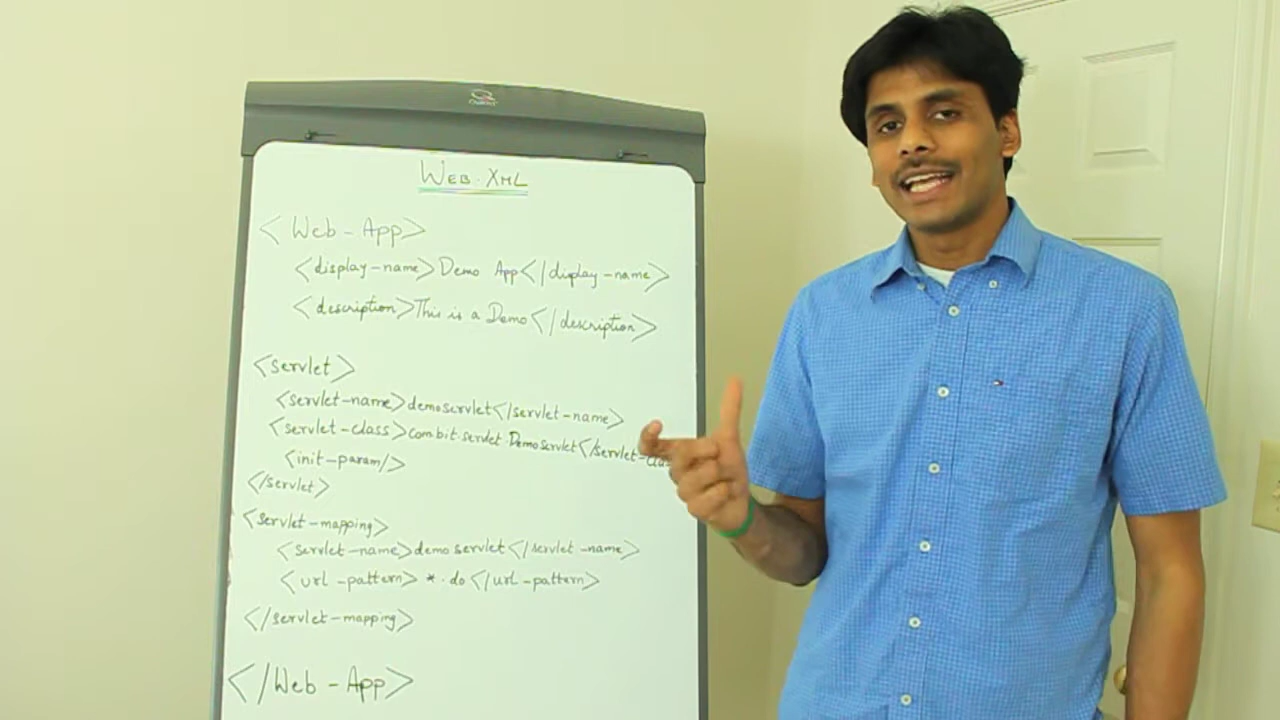 WEB.XML
<Web-App>
<display-name>Demo App</display-name>
<description>This is a Demo</description>
<servlet>
<servlet-name>demoservlet</servlet-name>
<servlet-class>com.bit.servlet.Demoservlet</servlet-class
<init-param/>
</servlet>
<servlet-mapping>
<servlet-name>demoservlet</servlet-name>
<url-pattern>*.do</url-pattern>
</servlet-mapping>
</Web-App>